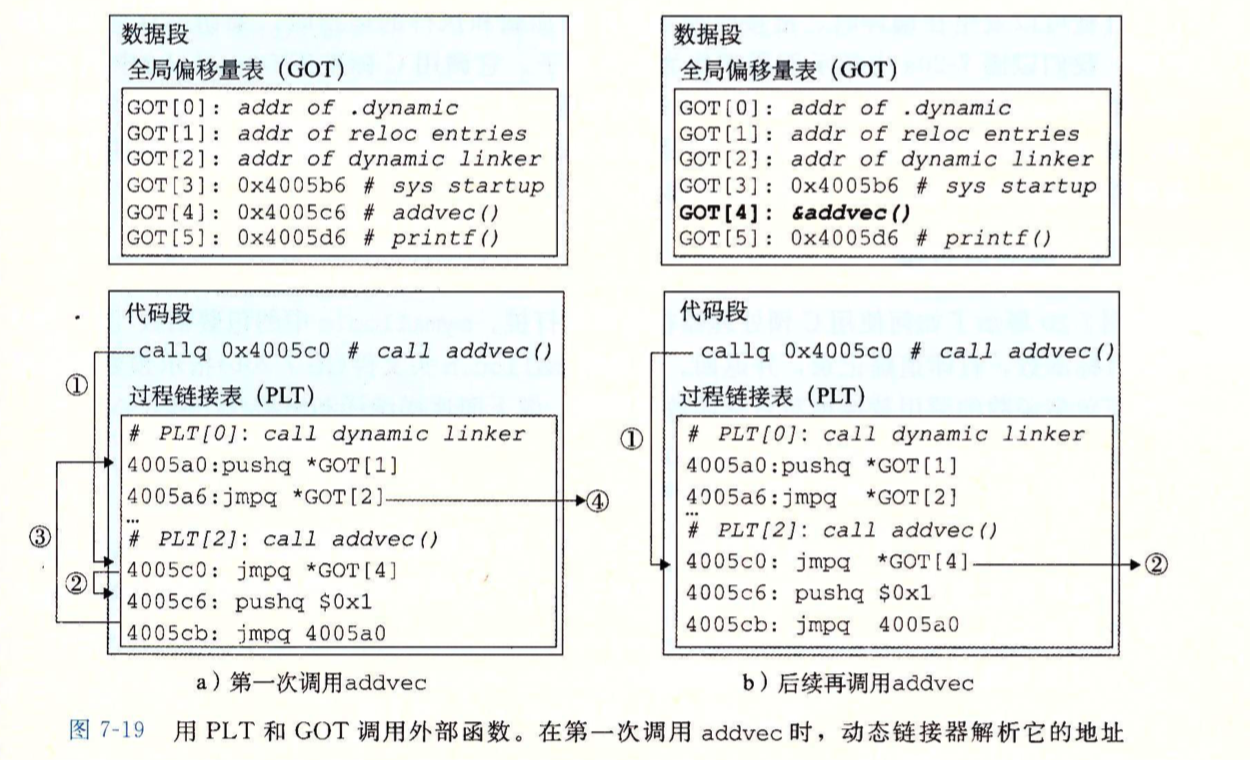 数据段
全局偏移量表（GOT）
GOT[0]: addr of .dynamic
GOT[1]: addr of reloc entries
GOT[2]: addr of dynamic linker
GOT[3]: 0x4005b6 # sys startup
GOT[4]: 0x4005c6 # addvec()
GOT[5]: 0x4005d6 # printf()
代码段
callq 0x4005c0 # call addvec()
①
过程链接表（PLT）
# PLT[0]: call dynamic linker
4005a0:pushq *GOT[1]
4005a6:jmpq *GOT[2]
④
…
③
# PLT[2]: call addvec()
4005c0: jmpq *GOT[4]
②
4005c6: pushq $0x1
4005cb: jmpq 4005a0
a）第一次调用addvec
数据段
全局偏移量表（GOT）
GOT[0]: addr of .dynamic
GOT[1]: addr of reloc entries
GOT[2]: addr of dynamic linker
GOT[3]: 0x4005b6 # sys startup
GOT[4]: &addvec()
GOT[5]: 0x4005d6 # printf()
代码段
callq 0x4005c0 # call addvec()
过程链接表（PLT）
①
# PLT[0]: call dynamic linker
4005a0:pushq *GOT[1]
4005a6:jmpq *GOT[2]
…
# PLT[2]: call addvec()
4005c0: jmpq *GOT[4]
②
4005c6: pushq $0x1
4005cb: jmpq 4005a0
b）后续再调用addvec
图 7-19 用 PLT 和 GOT 调用外部函数。在第一次调用 addvec 时，动态链接器解析它的地址